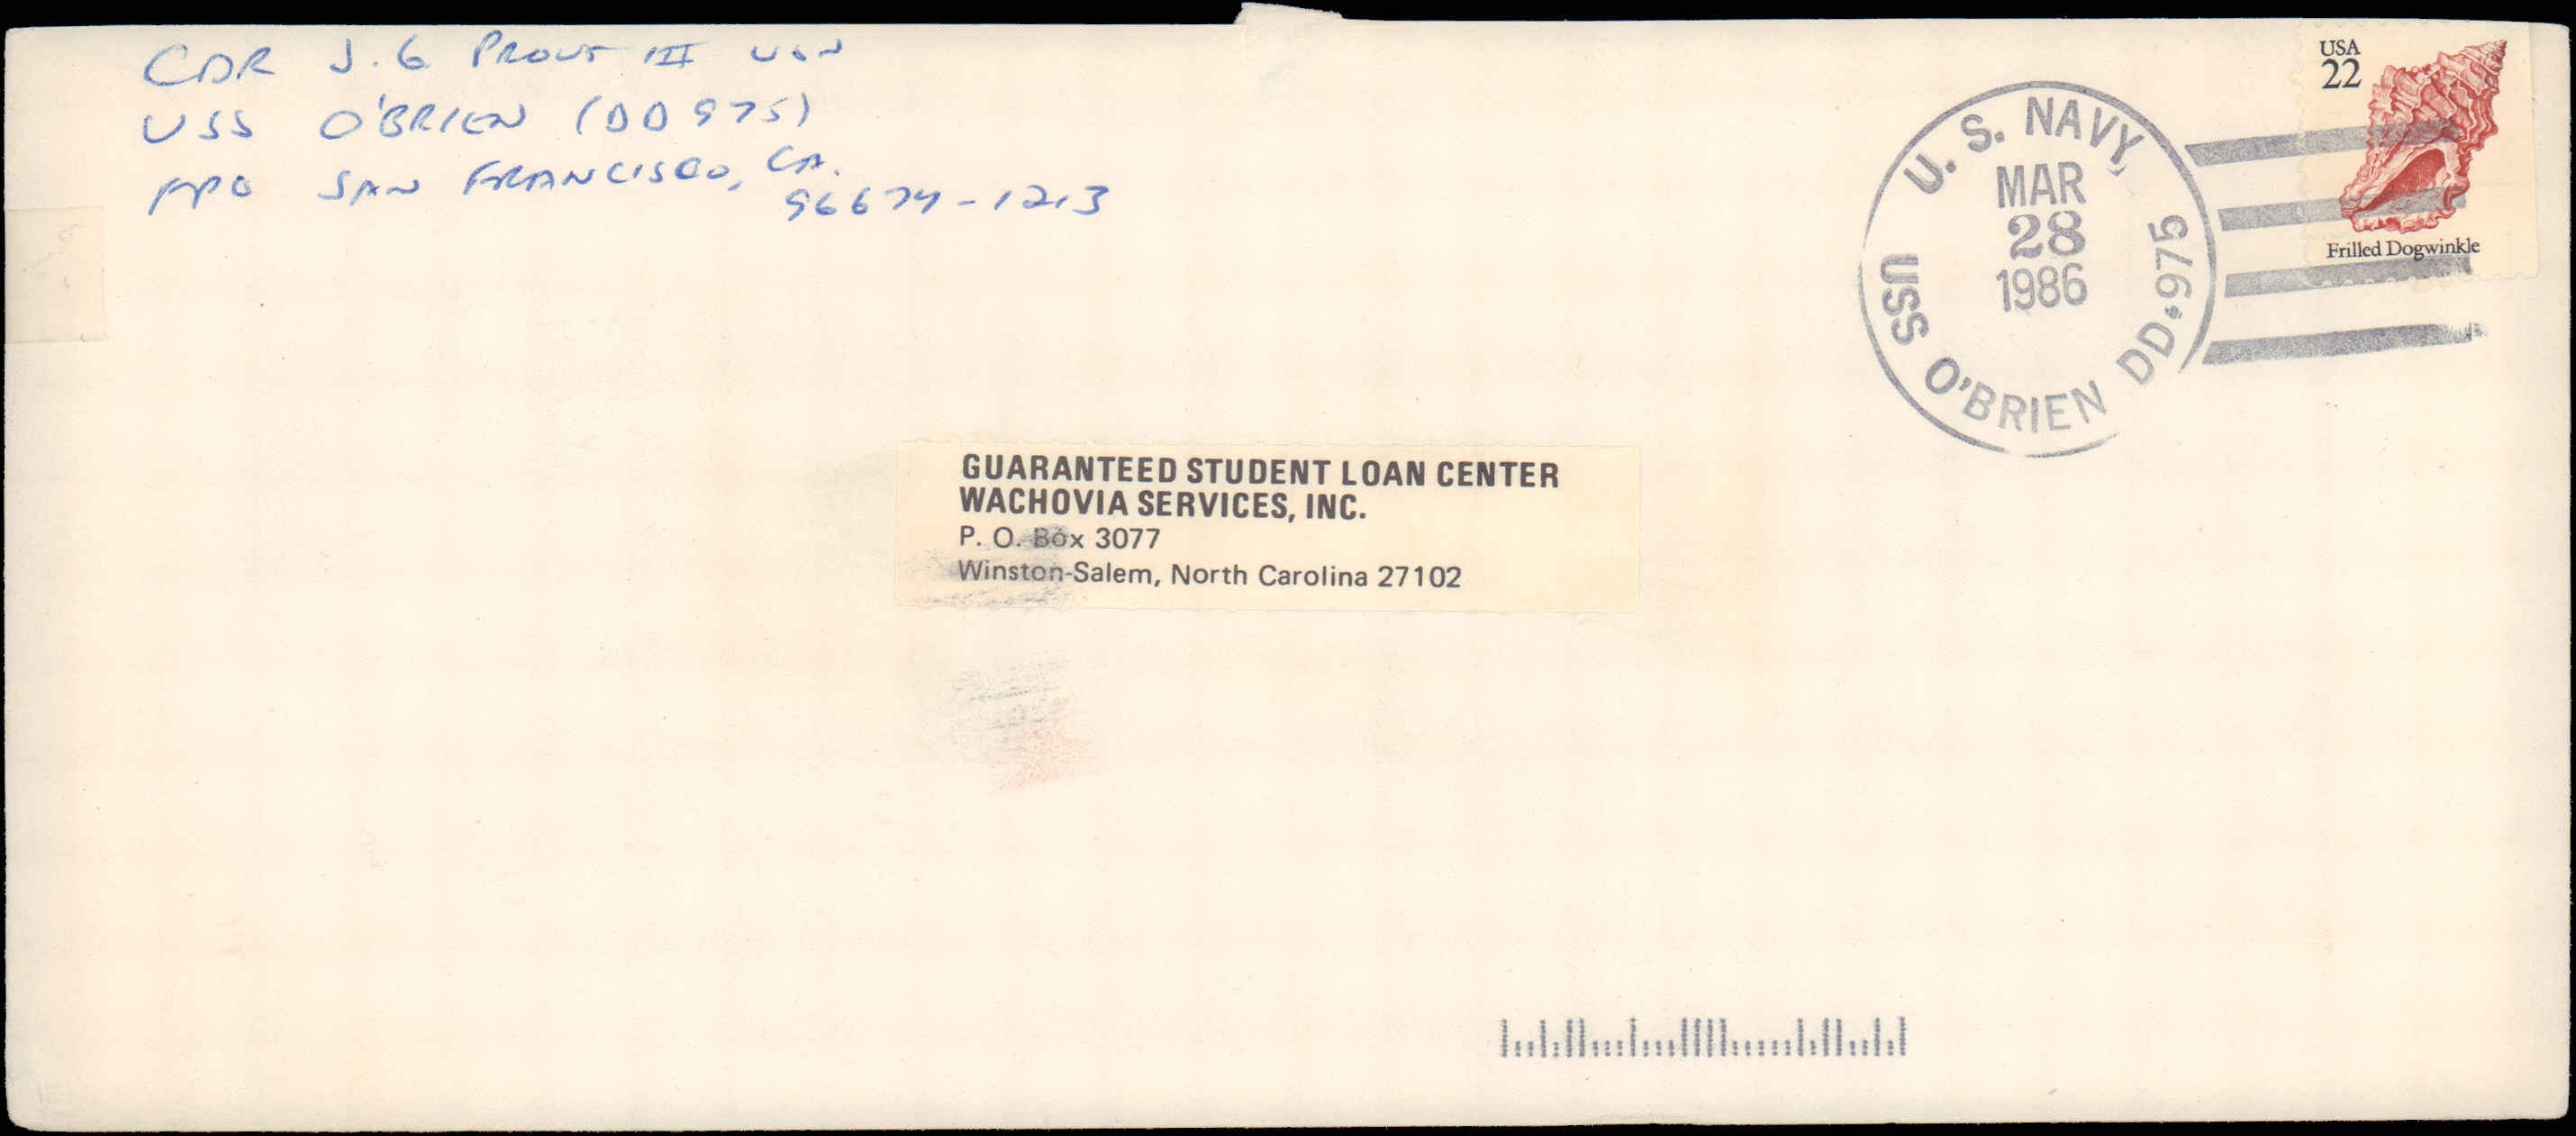 CDR J. G PROUT III USN
USS O'BRIEN (DD 975)
FPO SAN FRANCISCO, CA.
96674-1213
USA
22
Frilled Dogwinkle
U. S. NAVY
MAR
28
1986
USS O'BRIEN DD.975
GUARANTEED STUDENT LOAN CENTER
WACHOVIA SERVICES, INC.
P. O. Box 3077
Winston-Salem, North Carolina 27102